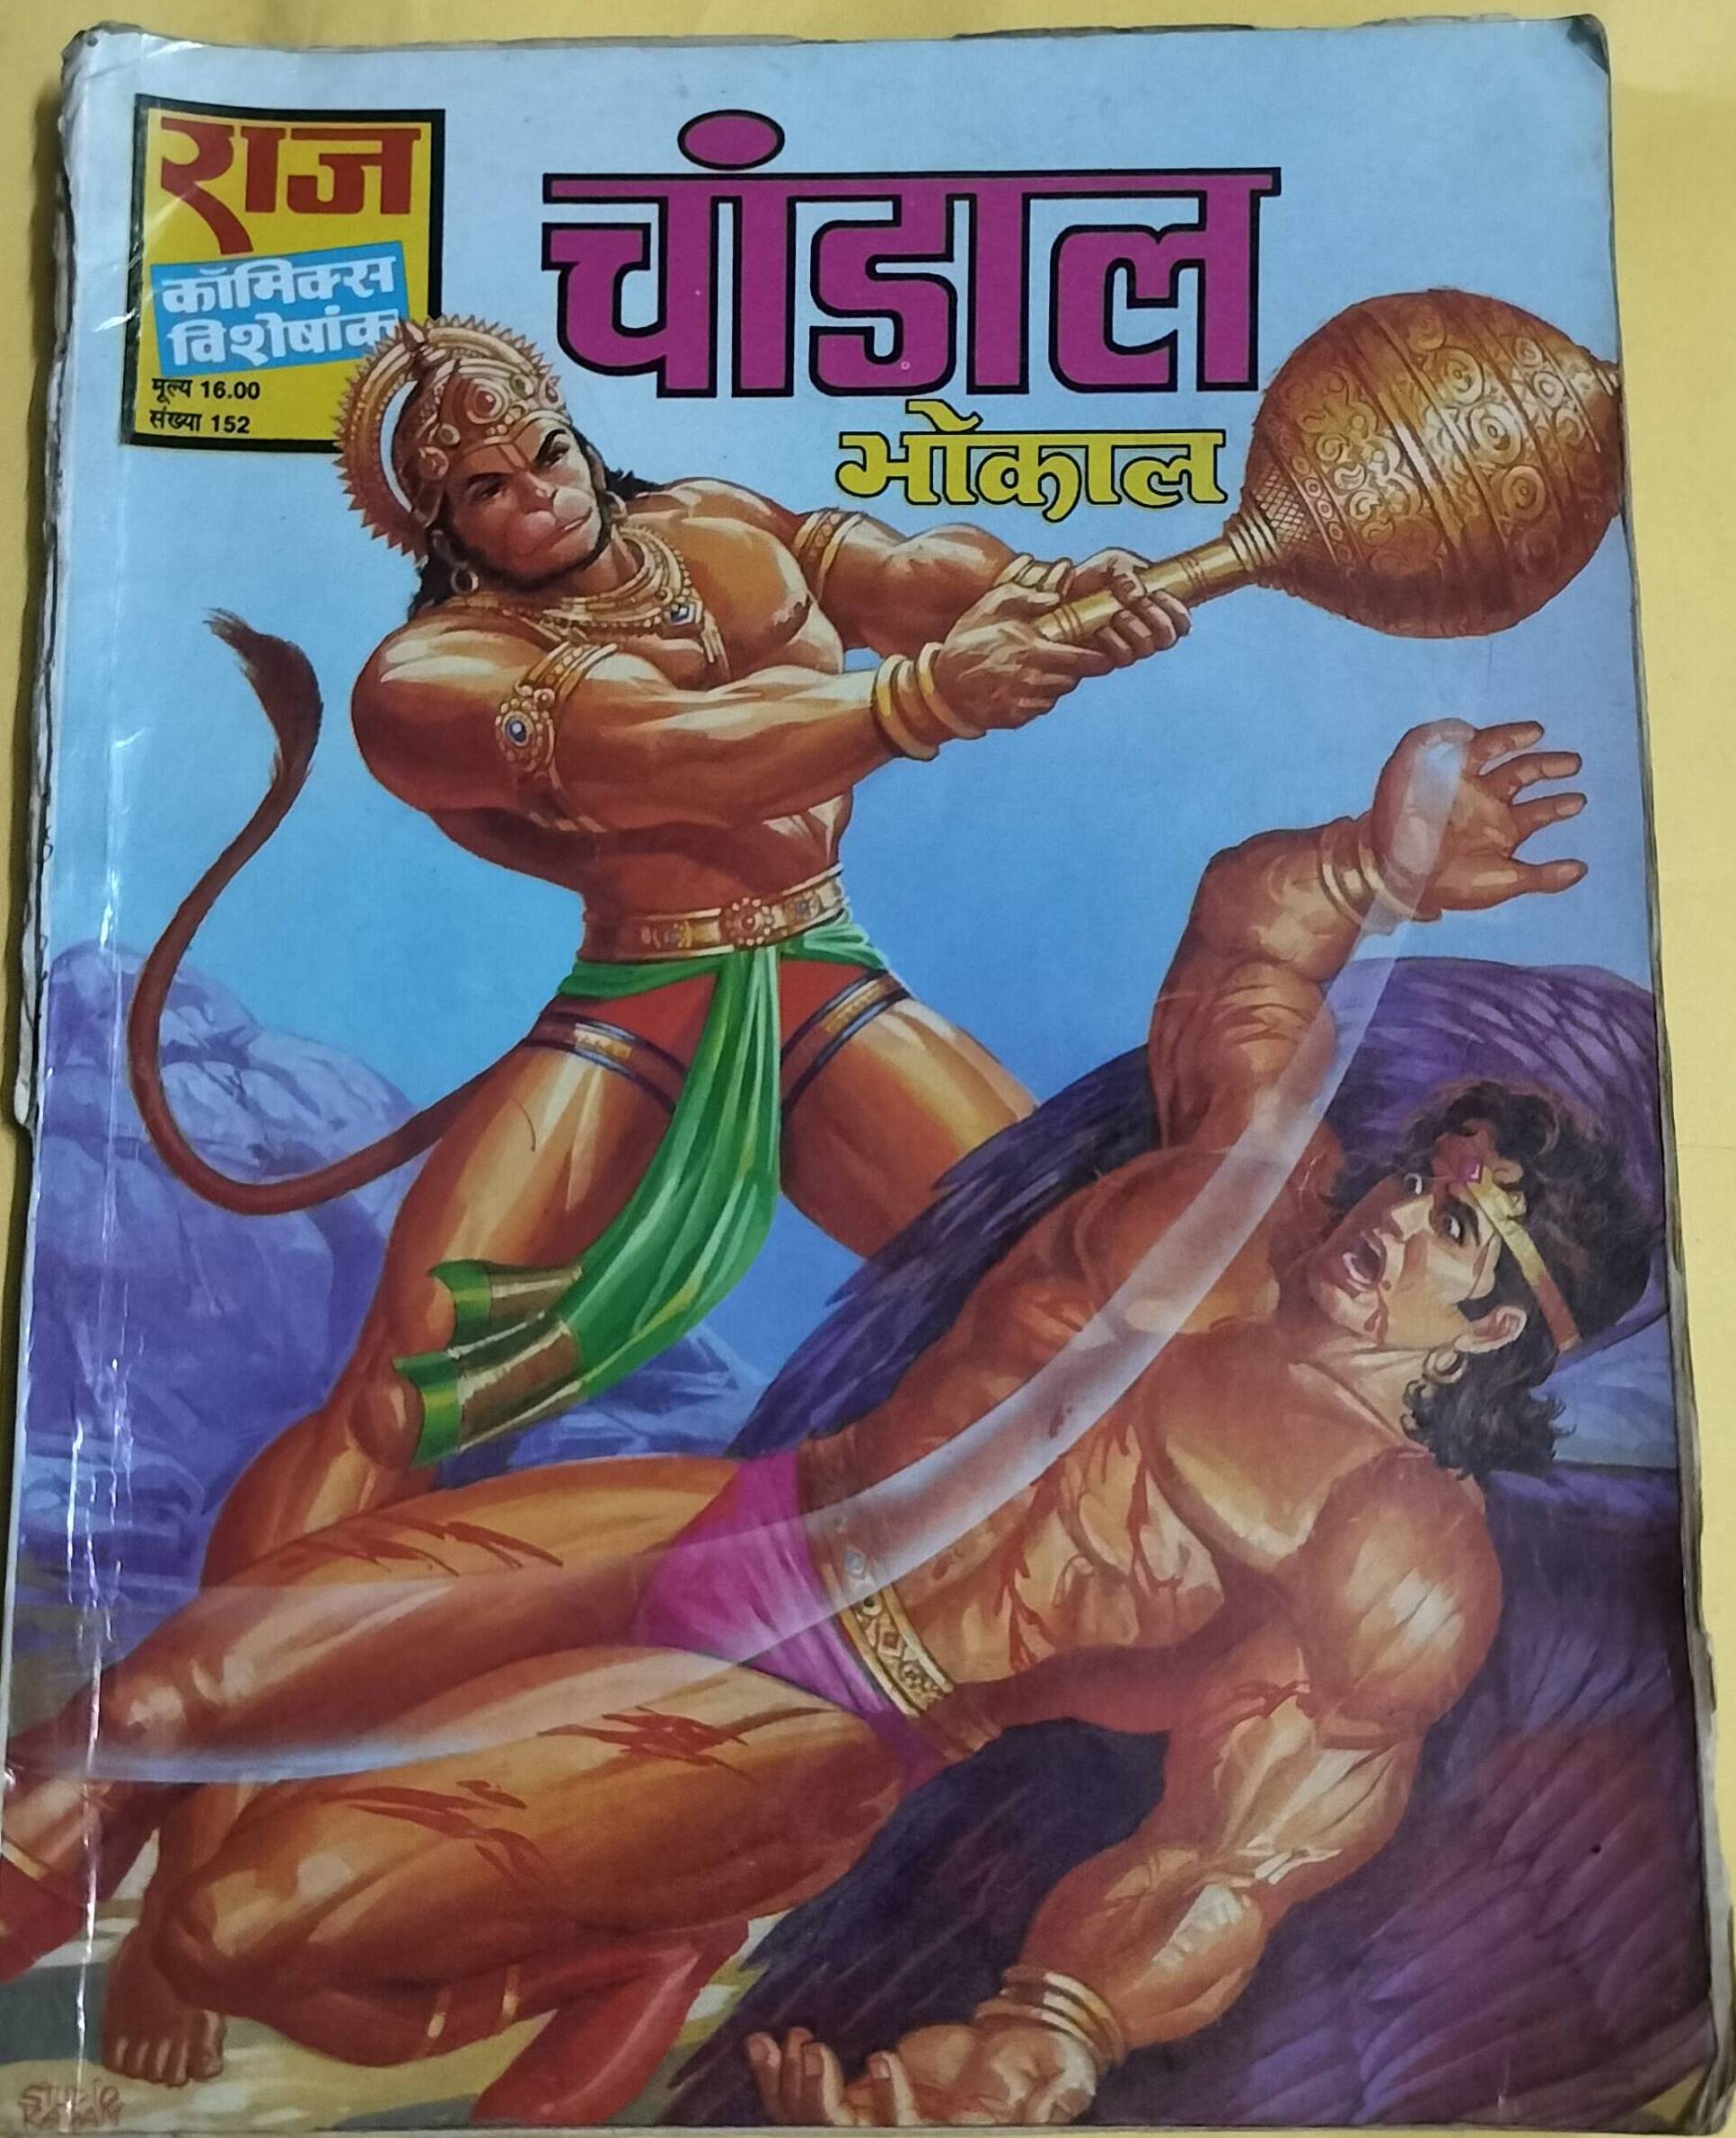 राज
कॉमिक्स
विशेषांक
मूल्य 16.00
संख्या 152
चांडाल
भोकाल